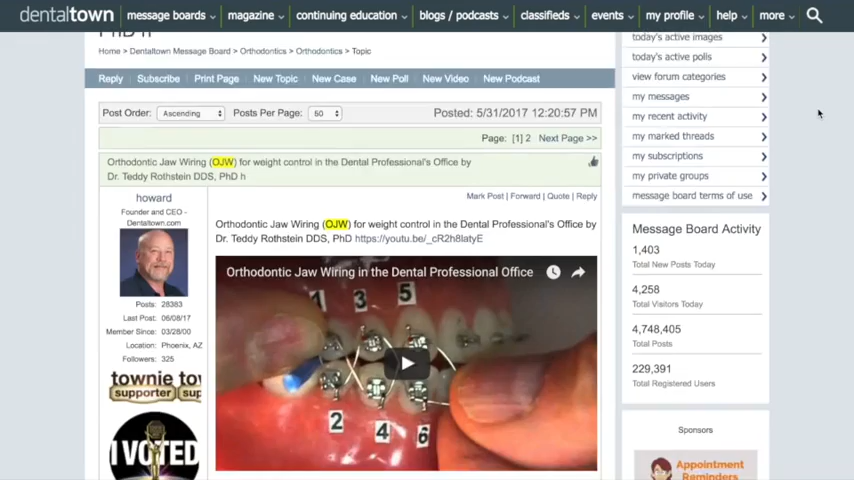 dentaltown message boards magazine continuing education blogs / podcasts classifieds events my profile help more
Home > Dentaltown Message Board > Orthodontics > Orthodontics > Topic
Reply Subscribe Print Page New Topic New Case New Poll New Video New Podcast
Post Order: Ascending Posts Per Page: 50 Posted: 5/31/2017 12:20:57 PM
Page: [1] 2 Next Page >>
Orthodontic Jaw Wiring (OJW) for weight control in the Dental Professional's Office by
Dr. Teddy Rothstein DDS, PhD h
howard
Founder and CEO -
Dentaltown.com
Posts: 28383
Last Post: 06/08/17
Member Since: 03/28/00
Location: Phoenix, AZ
Followers: 325
townie to
supporter su
I VOTED
Mark Post | Forward | Quote | Reply
Orthodontic Jaw Wiring (OJW) for weight control in the Dental Professional's Office by
Dr. Teddy Rothstein DDS, PhD https://youtu.be/_cR2h8latyE
Orthodontic Jaw Wiring in the Dental Professional Office
1 3 5
2 4 6
today's active images
today's active polls
view forum categories
my messages
my recent activity
my marked threads
my subscriptions
my private groups
message board terms of use
Message Board Activity
1,403
Total New Posts Today
4,258
Total Visitors Today
4,748,405
Total Posts
229,391
Total Registered Users
Sponsors
Appointment
Reminders